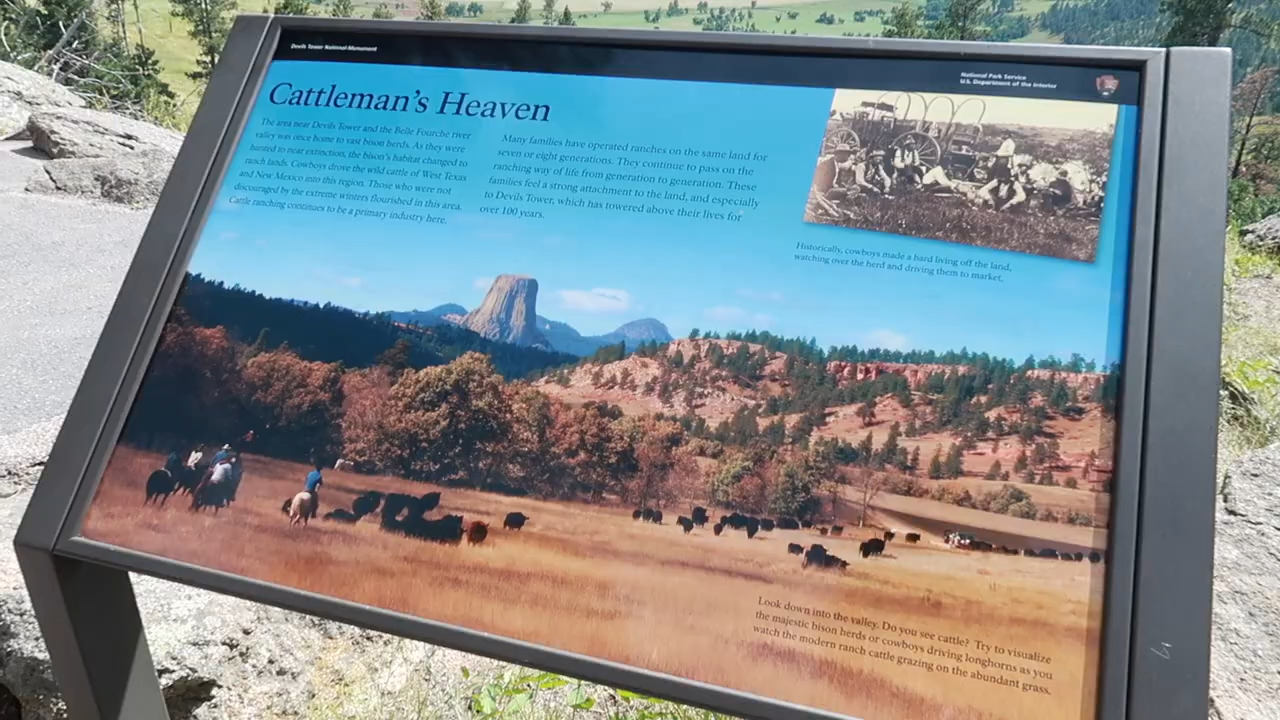 Devils Tower National Monument
National Park Service
U.S. Department of the Interior
Cattleman's Heaven
The area near Devils Tower and the Belle Fourche river
valley was once home to vast bison herds. As they were
hunted to near extinction, the bison's habitat changed to
ranch lands. Cowboys drove the wild cattle of West Texas
and New Mexico into this region. Those who were not
discouraged by the extreme winters flourished in this area.
Cattle ranching continues to be a primary industry here.
Many families have operated ranches on the same land for
seven or eight generations. They continue to pass on the
ranching way of life from generation to generation. These
families feel a strong attachment to the land, and especially
to Devils Tower, which has towered above their lives for
over 100 years.
Historically, cowboys made a hard living off the land,
watching over the herd and driving them to market.
Look down into the valley. Do you see cattle? Try to visualize
the majestic bison herds or cowboys driving longhorns as you
watch the modern ranch cattle grazing on the abundant grass.